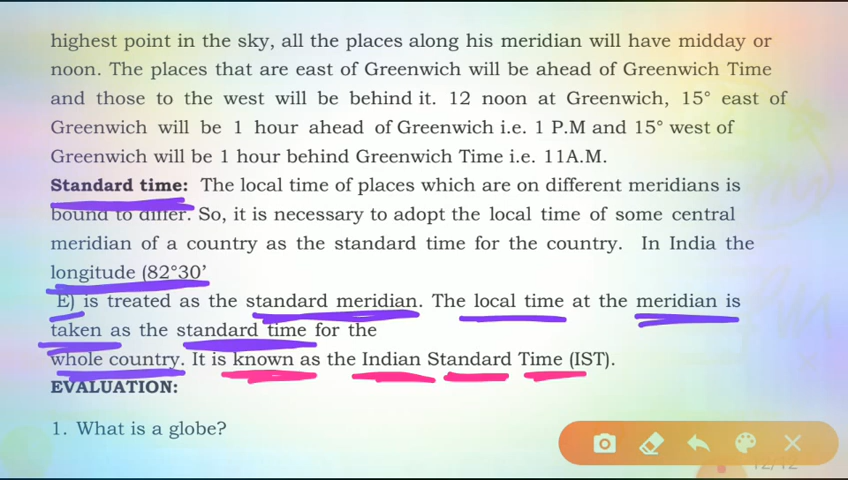 highest point in the sky, all the places along his meridian will have midday or
noon. The places that are east of Greenwich will be ahead of Greenwich Time
and those to the west will be behind it. 12 noon at Greenwich, 15° east of
Greenwich will be 1 hour ahead of Greenwich i.e. 1 P.M and 15° west of
Greenwich will be 1 hour behind Greenwich Time i.e. 11A.M.
Standard time: The local time of places which are on different meridians is
bound to differ. So, it is necessary to adopt the local time of some central
meridian of a country as the standard time for the country. In India the
longitude (82°30’
E) is treated as the standard meridian. The local time at the meridian is
taken as the standard time for the
whole country. It is known as the Indian Standard Time (IST).
EVALUATION:
1. What is a globe?
12/12